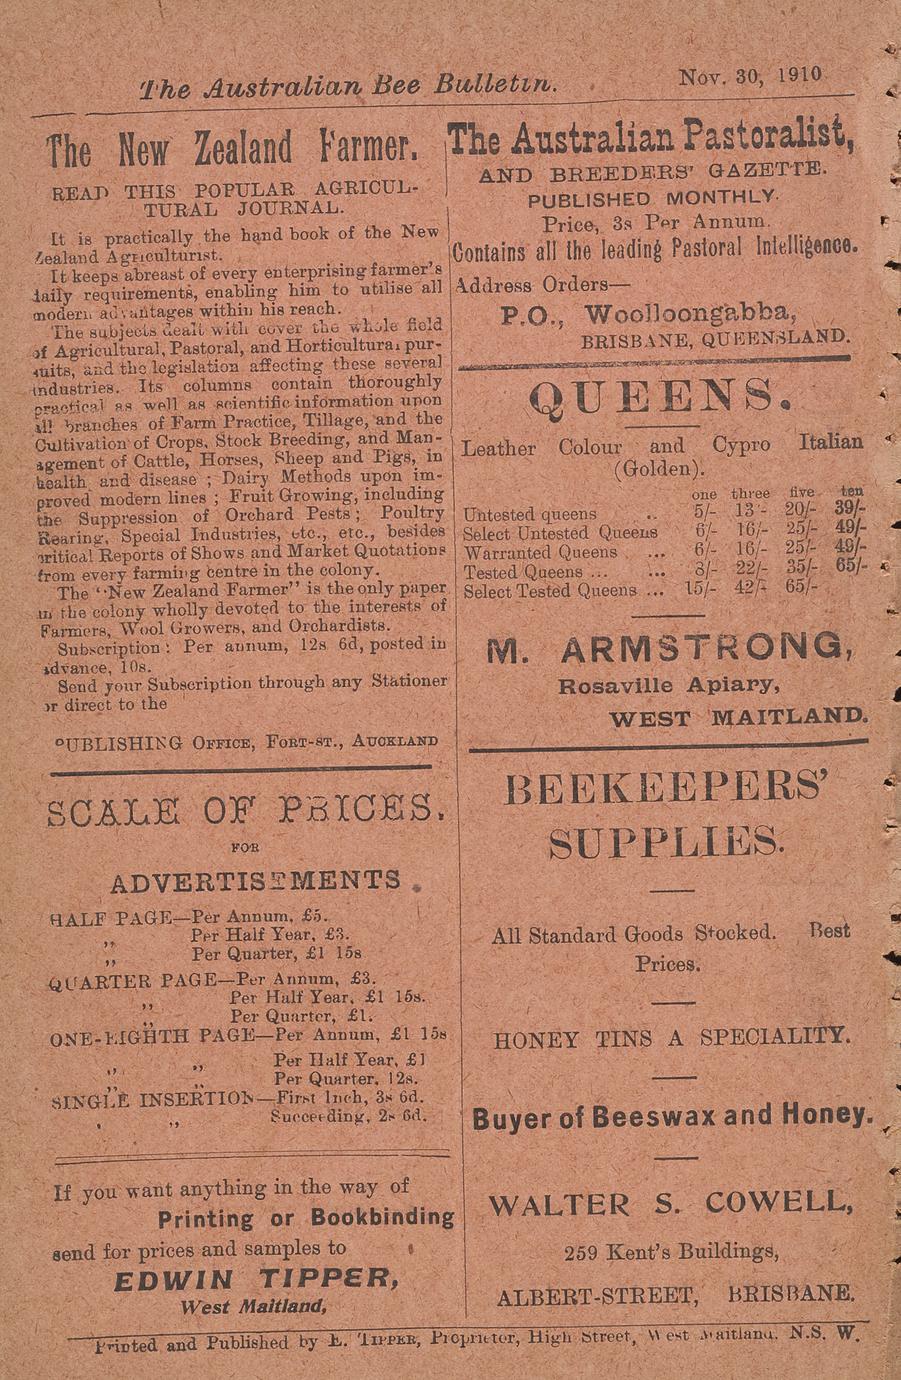 The Australian Bee Bulletin. Nov. 30, 1910
The New Zealand Farmer.
READ THIS POPULAR AGRICUL-
TURAL JOURNAL.
It is practically the hand book of the New
Zealand Agriculturist.
It keeps abreast of every enterprising farmer's
daily requirements, enabling him to utilise all
modern advantages within his reach.
The subjects dealt with cover the whole field
of Agricultural, Pastoral, and Horticultural pur-
suits, and the legislation affecting these several
industries. Its columns contain thoroughly
practical as well as scientific information upon
all branches of Farm Practice, Tillage, and the
Cultivation of Crops, Stock Breeding, and Man-
agement of Cattle, Horses, Sheep and Pigs, in
health and disease ; Dairy Methods upon im-
proved modern lines ; Fruit Growing, including
the Suppression of Orchard Pests ; Poultry
Rearing, Special Industries, etc., etc., besides
critical Reports of Shows and Market Quotations
from every farming centre in the colony.
The "New Zealand Farmer" is the only paper
in the colony wholly devoted to the interests of
Farmers, Wool Growers, and Orchardists.
Subscription : Per annum, 12s 6d, posted in
advance, 10s.
Send your Subscription through any Stationer
or direct to the
PUBLISHING OFFICE, FORT-ST., AUCKLAND
SCALE OF PRICES.
FOR
ADVERTISEMENTS.
HALF PAGE—Per Annum, £5.
,, Per Half Year, £3.
,, Per Quarter, £1 15s
QUARTER PAGE—Per Annum, £3.
,, Per Half Year, £1 15s.
,, Per Quarter, £1.
ONE-EIGHTH PAGE—Per Annum, £1 15s
,, ,, Per Half Year, £1
,, ,, Per Quarter, 12s.
SINGLE INSERTION—First Inch, 3s 6d.
, ,, Succeeding, 2s 6d.
If you want anything in the way of
Printing or Bookbinding
send for prices and samples to
EDWIN TIPPER,
West Maitland,
The Australian Pastoralist,
AND BREEDERS' GAZETTE.
PUBLISHED MONTHLY.
Price, 3s Per Annum.
Contains all the leading Pastoral Intelligence.
Address Orders—
P.O., Woolloongabba,
BRISBANE, QUEENSLAND.
QUEENS.
Leather Colour and Cypro Italian
(Golden).
one three five ten
Untested queens .. 5/- 13 - 20/- 39/-
Select Untested Queens 6/- 16/- 25/- 49/-
Warranted Queens ... 6/- 16/- 25/- 49/-
Tested Queens ... ... 8/- 22/- 35/- 65/-
Select Tested Queens ... 15/- 42/- 65/-
M. ARMSTRONG,
Rosaville Apiary,
WEST MAITLAND.
BEEKEEPERS'
SUPPLIES.
All Standard Goods Stocked. Best
Prices.
HONEY TINS A SPECIALITY.
Buyer of Beeswax and Honey.
WALTER S. COWELL,
259 Kent's Buildings,
ALBERT-STREET, BRISBANE.
Printed and Published by E. TIPPER, Proprietor, High Street, West Maitland. N.S. W.